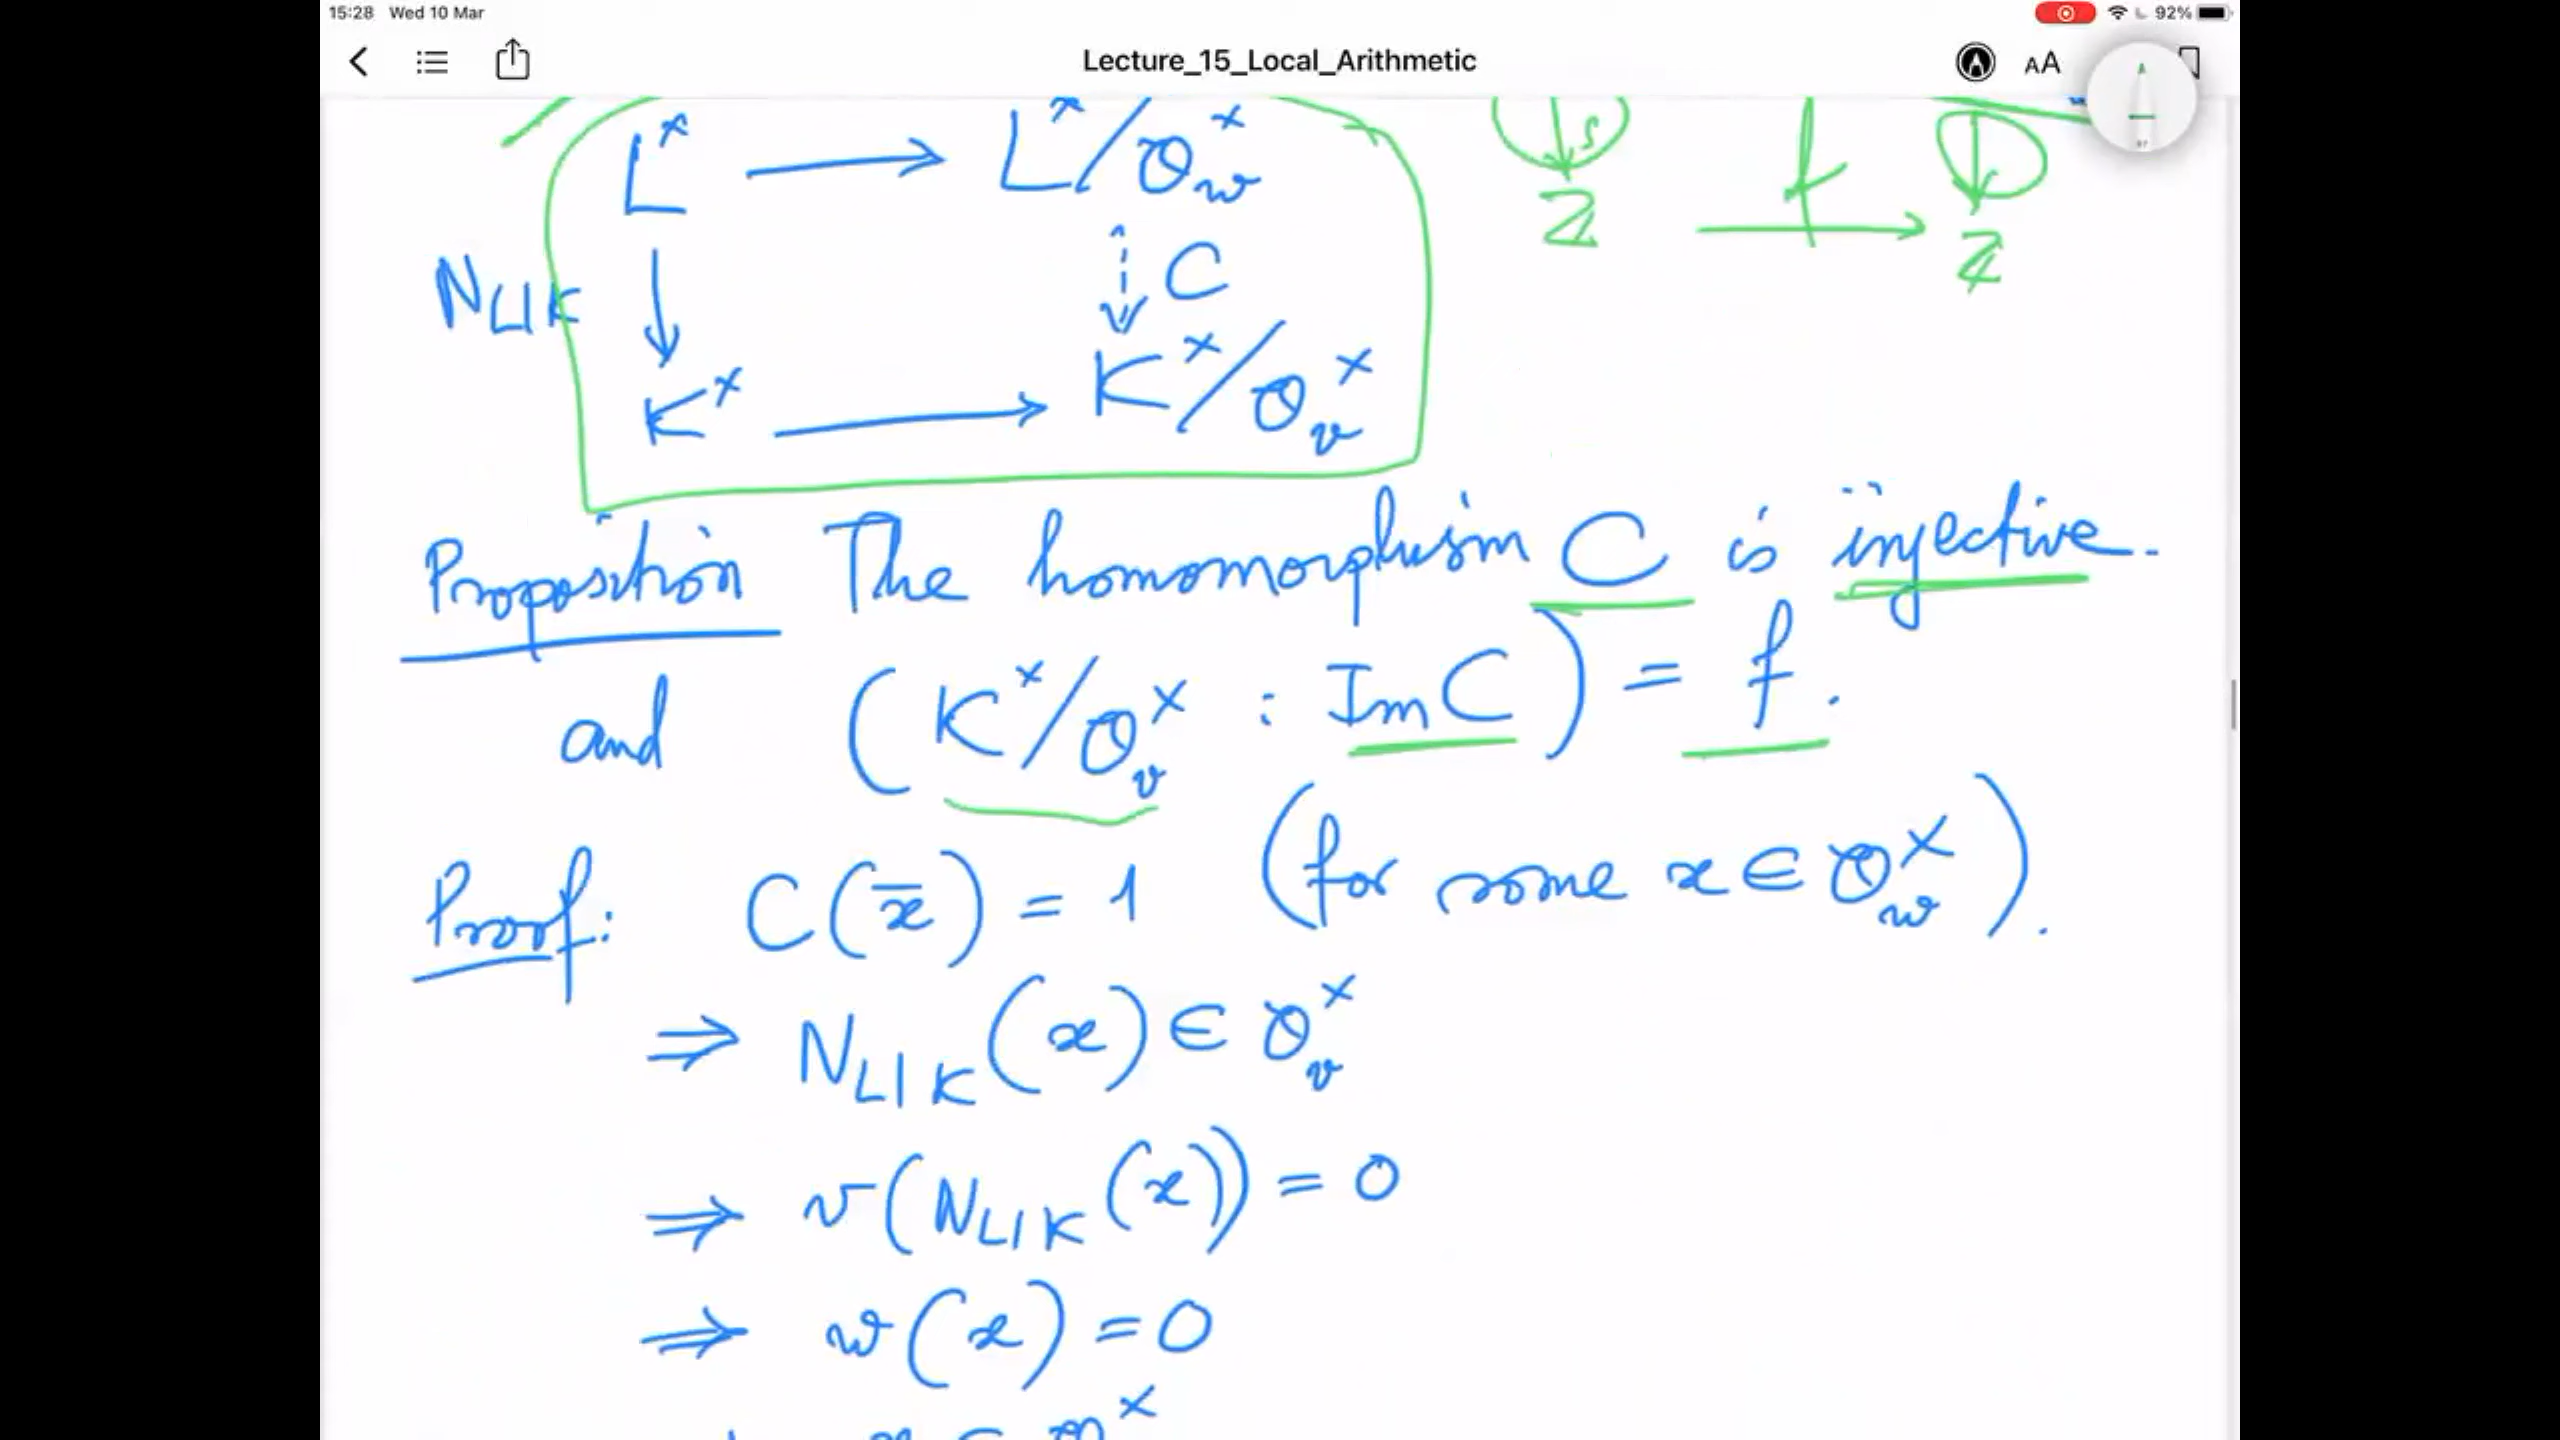 15:28 Wed 10 Mar 92%
Lecture_15_Local_Arithmetic
AA
L^× → L^×/O_w^×
Z f Z
N_{L|K} C
K^× → K^×/O_v^×
Proposition The homomorphism C is injective.
and (K^×/O_v^× : Im C) = f.
Proof: C(x̄) = 1 (for some x ∈ O_w^×).
⇒ N_{L|K}(x) ∈ O_v^×
⇒ v(N_{L|K}(x)) = 0
⇒ w(x) = 0